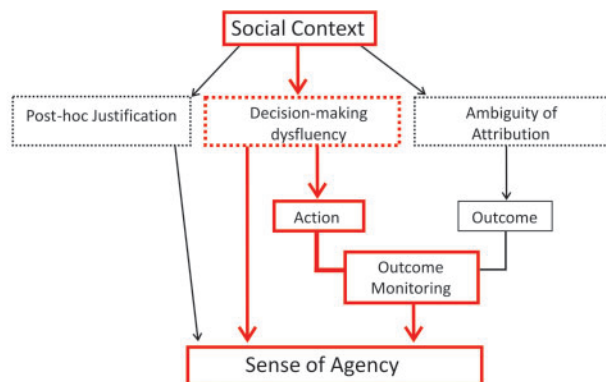 Social Context
Post-hoc Justification
Decision-making
dysfluency
Ambiguity of
Attribution
Action
Outcome
Outcome
Monitoring
Sense of Agency